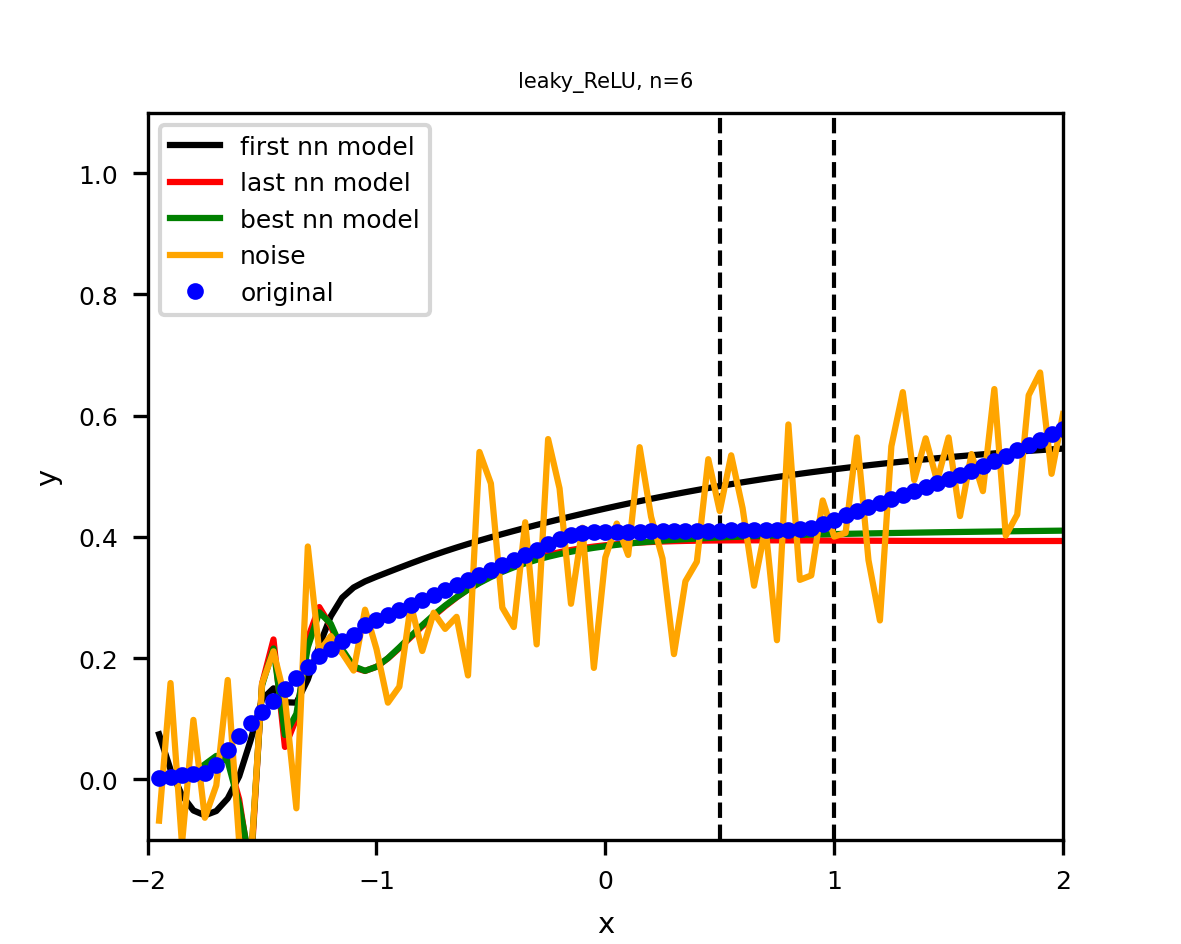 leaky_ReLU, n=6
first nn model
last nn model
best nn model
noise
original
1.0
0.8
0.6
0.4
0.2
0.0
y
−2
−1
0
1
2
x